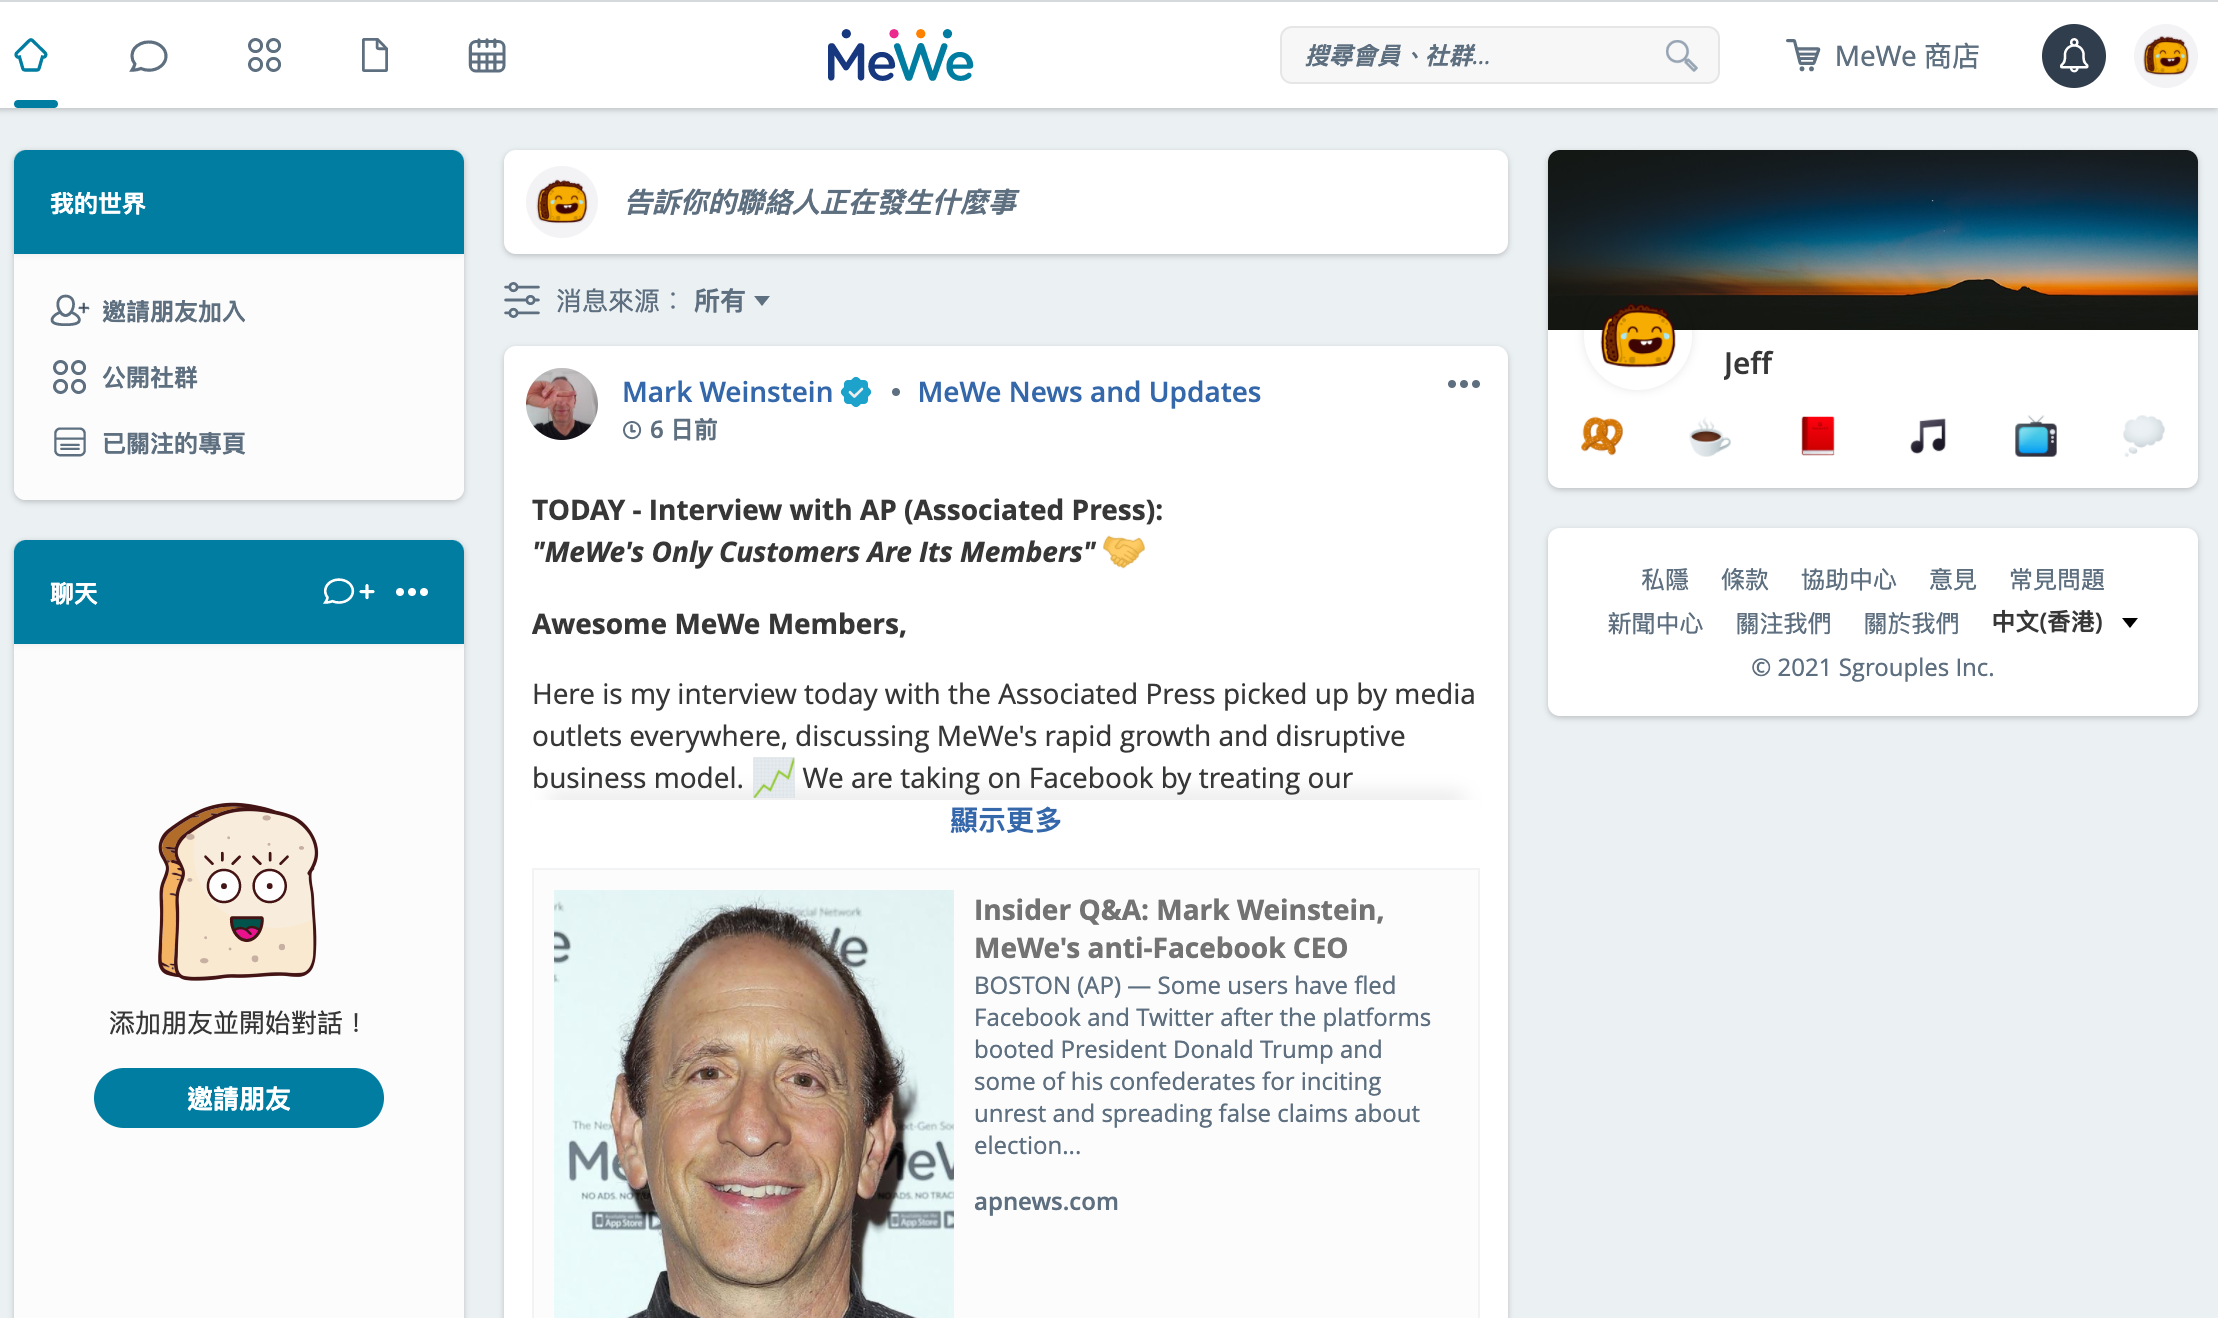 MeWe
搜尋會員、社群...
MeWe 商店
我的世界
邀請朋友加入
公開社群
已關注的專頁
聊天
添加朋友並開始對話！
邀請朋友
告訴你的聯絡人正在發生什麼事
消息來源： 所有
Mark Weinstein • MeWe News and Updates
6 日前
TODAY - Interview with AP (Associated Press):
"MeWe's Only Customers Are Its Members" 🤝
Awesome MeWe Members,
Here is my interview today with the Associated Press picked up by media
outlets everywhere, discussing MeWe's rapid growth and disruptive
business model. 📈 We are taking on Facebook by treating our
顯示更多
Insider Q&A: Mark Weinstein,
MeWe's anti-Facebook CEO
BOSTON (AP) — Some users have fled
Facebook and Twitter after the platforms
booted President Donald Trump and
some of his confederates for inciting
unrest and spreading false claims about
election...
apnews.com
Jeff
私隱 條款 協助中心 意見 常見問題
新聞中心 關注我們 關於我們 中文(香港)
© 2021 Sgrouples Inc.